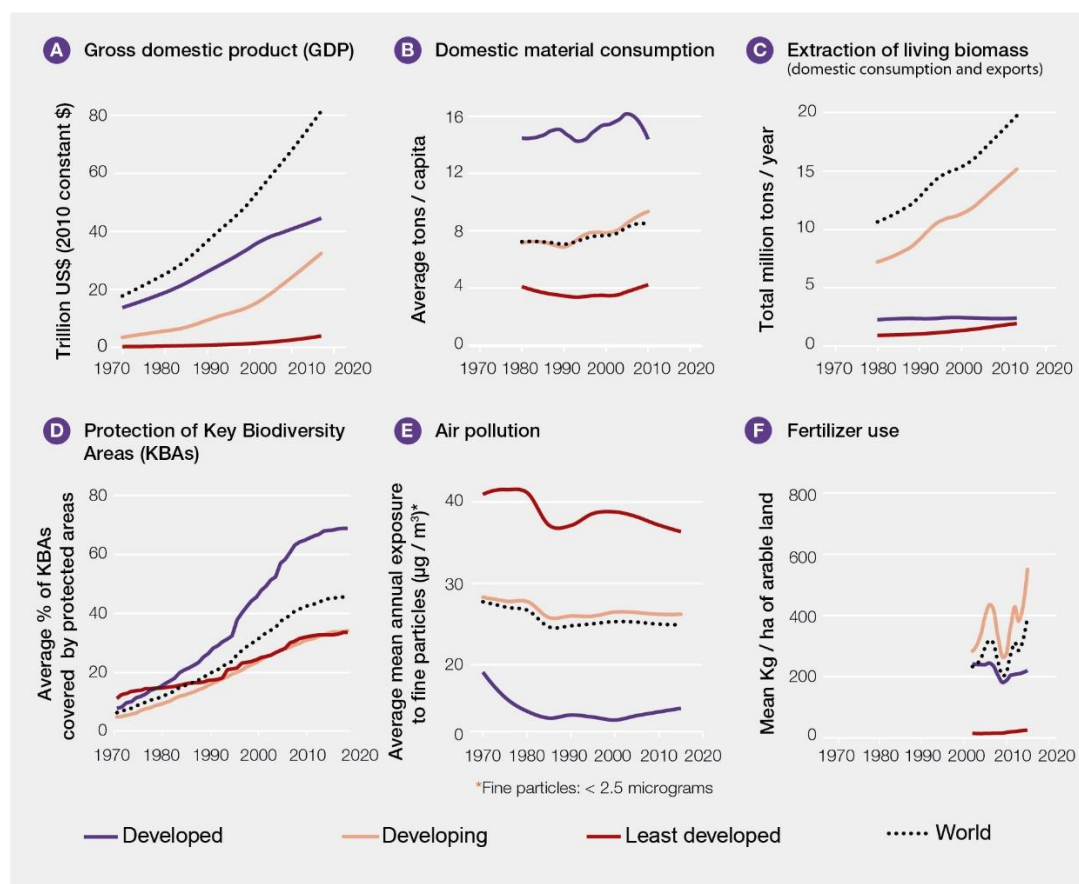 A Gross domestic product (GDP)
Trillion US$ (2010 constant $)
80
60
40
20
0
1970 1980 1990 2000 2010 2020
B Domestic material consumption
Average tons / capita
16
12
8
4
0
1970 1980 1990 2000 2010 2020
C Extraction of living biomass
(domestic consumption and exports)
Total million tons / year
20
15
10
5
0
1970 1980 1990 2000 2010 2020
D Protection of Key Biodiversity
Areas (KBAs)
Average % of KBAs
covered by protected areas
80
60
40
20
0
1970 1980 1990 2000 2010 2020
E Air pollution
Average mean annual exposure
to fine particles (µg / m³)*
40
30
20
0
1970 1980 1990 2000 2010 2020
*Fine particles: < 2.5 micrograms
F Fertilizer use
Mean Kg / ha of arable land
800
600
400
200
0
1970 1980 1990 2000 2010 2020
Developed Developing Least developed World